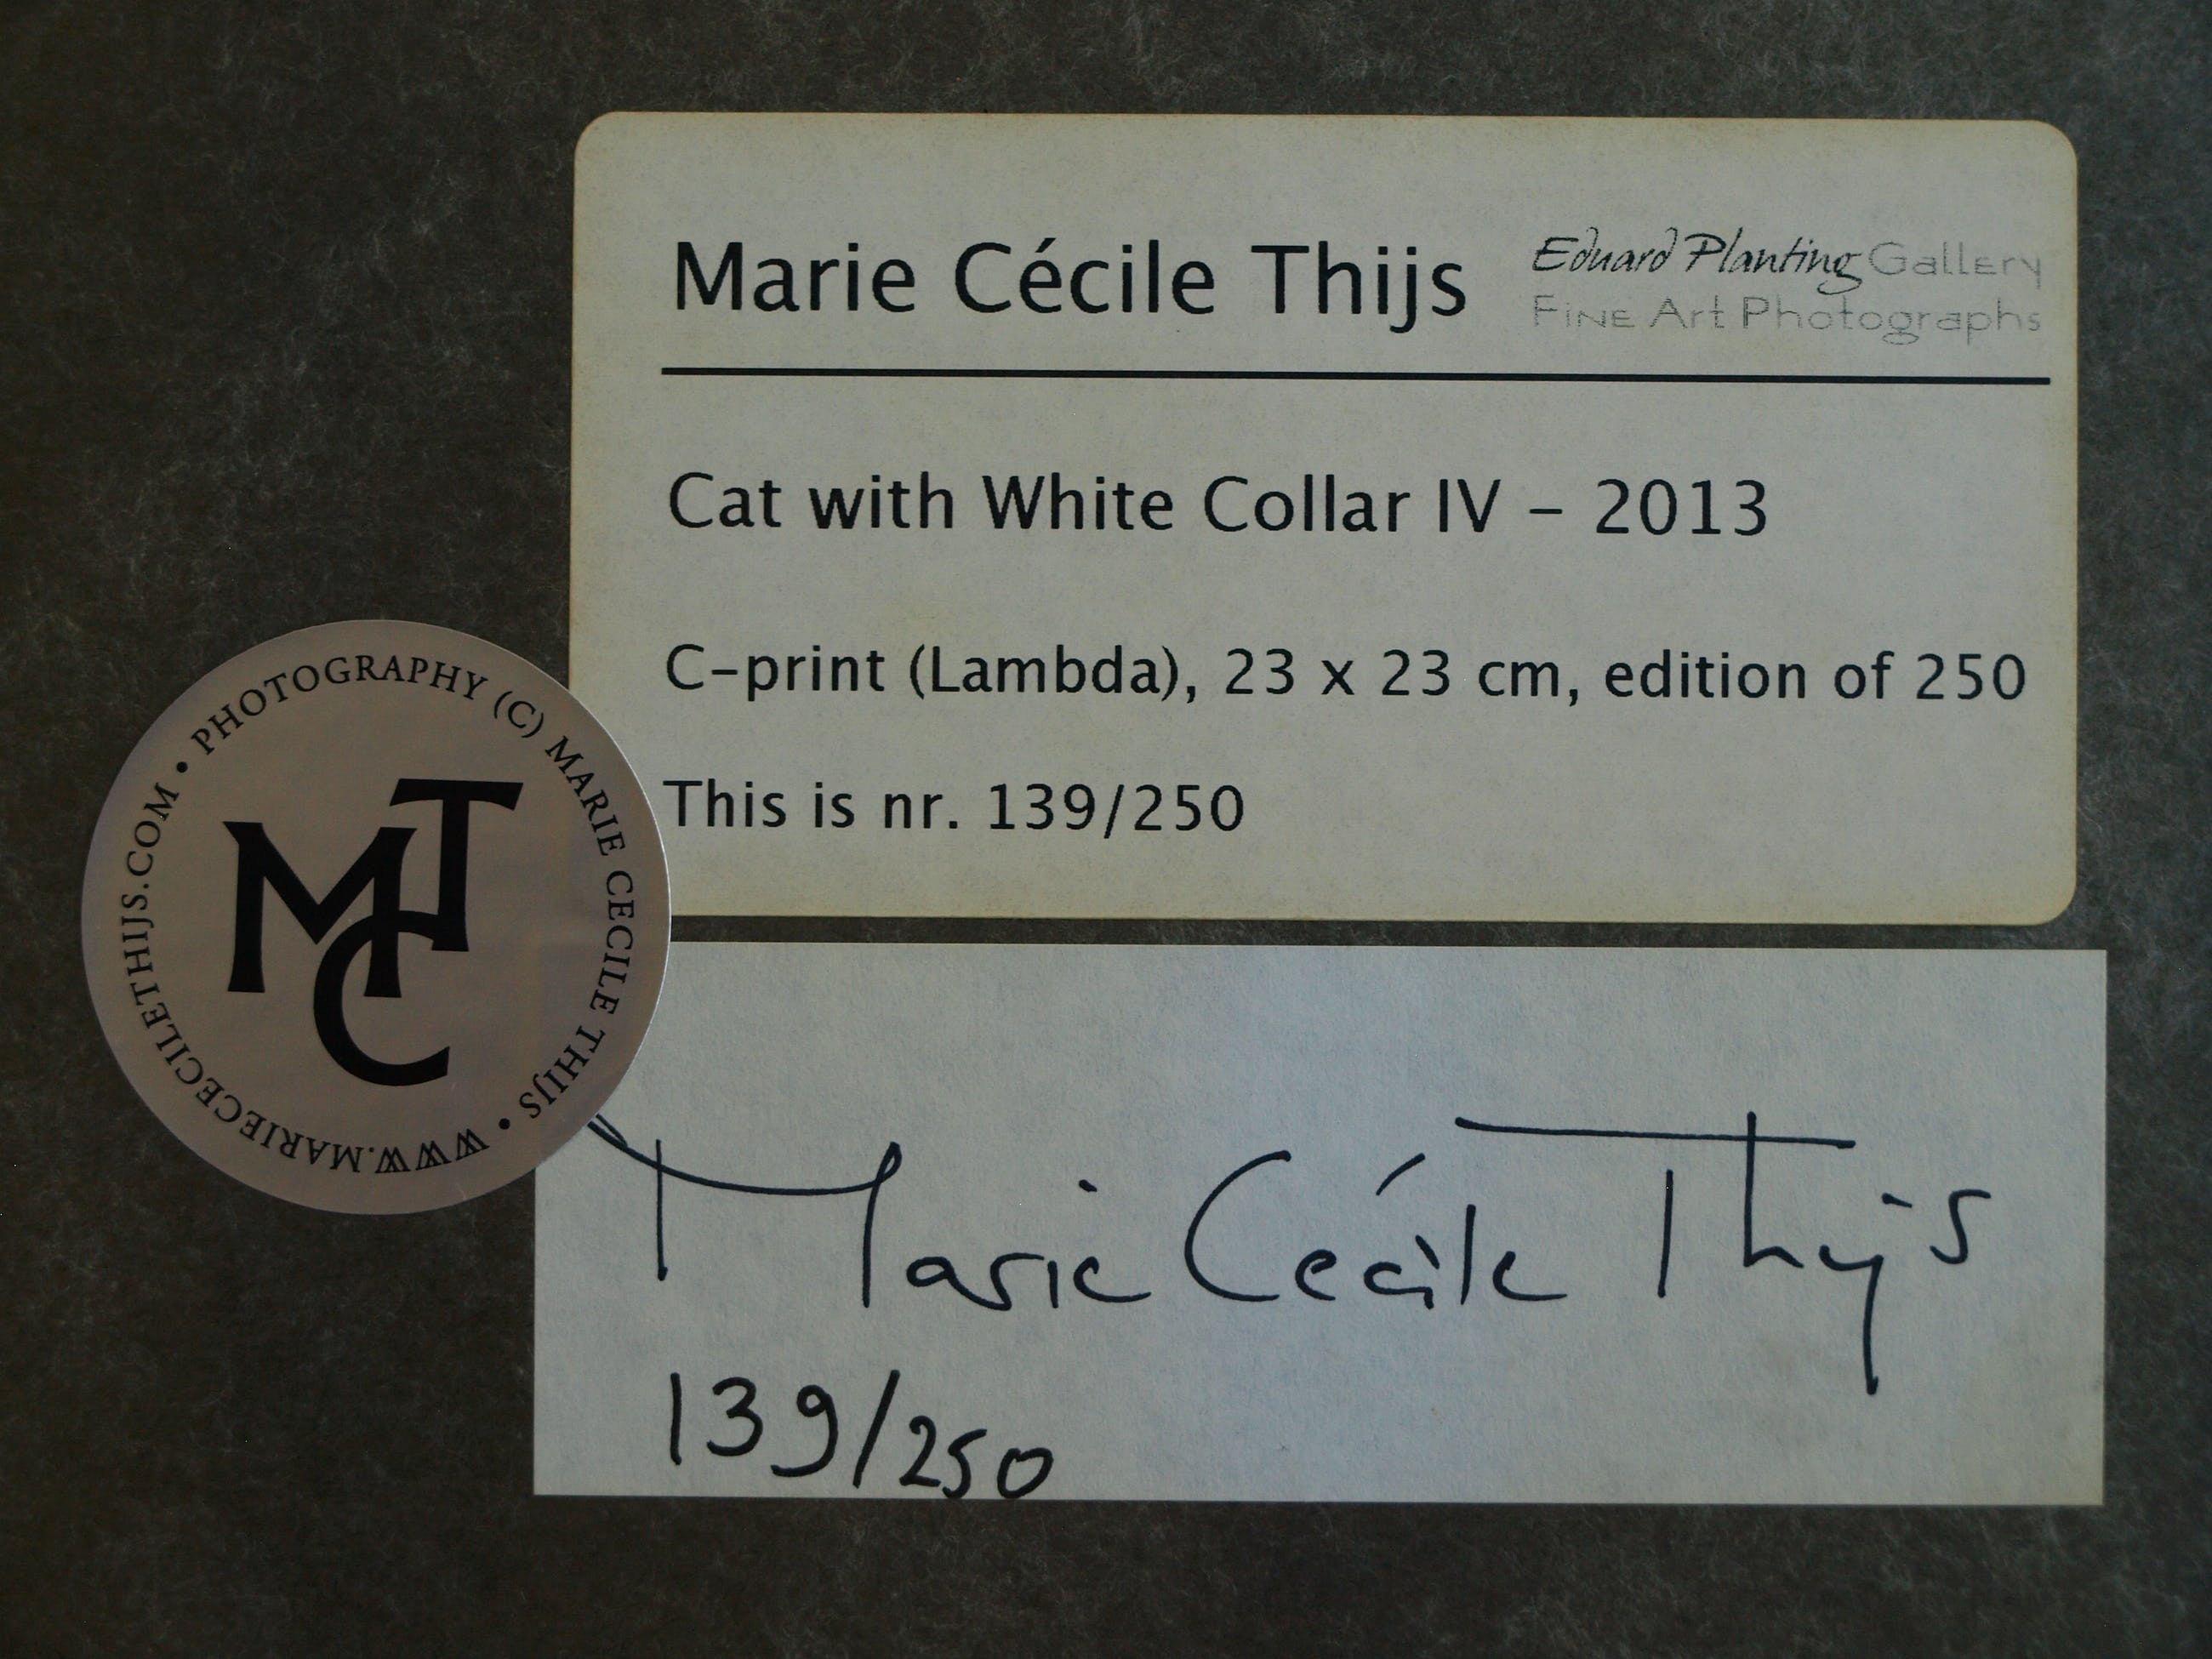 Marie Cécile Thijs
Eduard Planting Gallery
Fine Art Photographs
Cat with White Collar IV – 2013
C-print (Lambda), 23 x 23 cm, edition of 250
This is nr. 139/250
PHOTOGRAPHY (C) MARIE CECILE THIJS • WWW.MARIECECILETHIJS.COM •
MCT
Marie Cécile Thijs
139/250